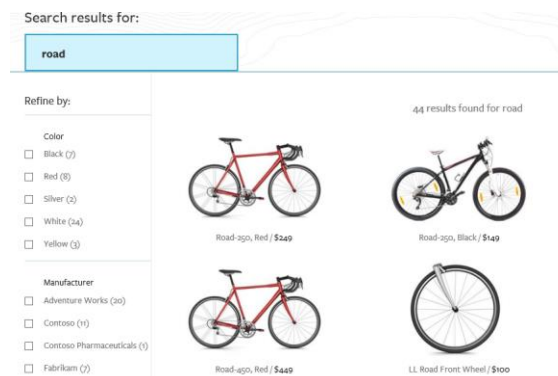 Search results for:
road
Refine by:
44 results found for road
Color
Black (7)
Red (8)
Silver (2)
White (24)
Yellow (3)
Manufacturer
Adventure Works (20)
Contoso (11)
Contoso Pharmaceuticals (1)
Fabrikam (7)
Road-250, Red / $249
Road-250, Black / $149
Road-450, Red / $449
LL Road Front Wheel / $100